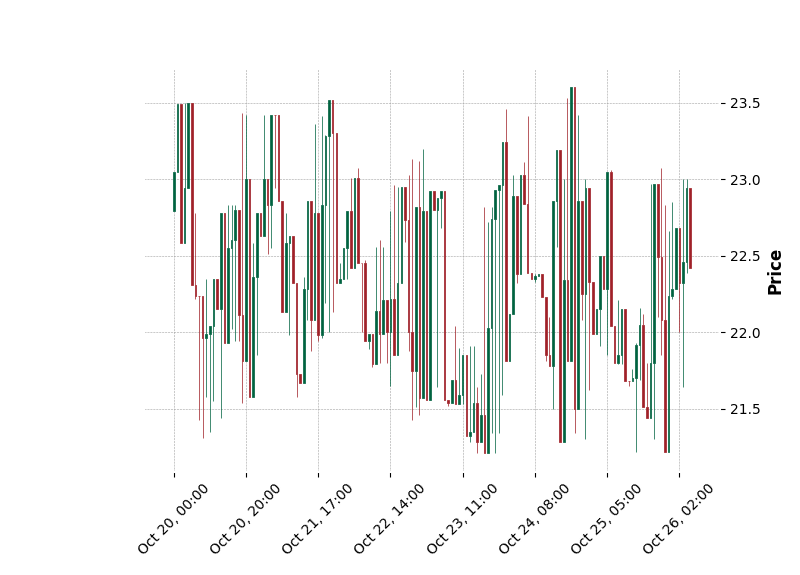 23.5
23.0
22.5
22.0
21.5
Price
Oct 20, 00:00
Oct 20, 20:00
Oct 21, 17:00
Oct 22, 14:00
Oct 23, 11:00
Oct 24, 08:00
Oct 25, 05:00
Oct 26, 02:00